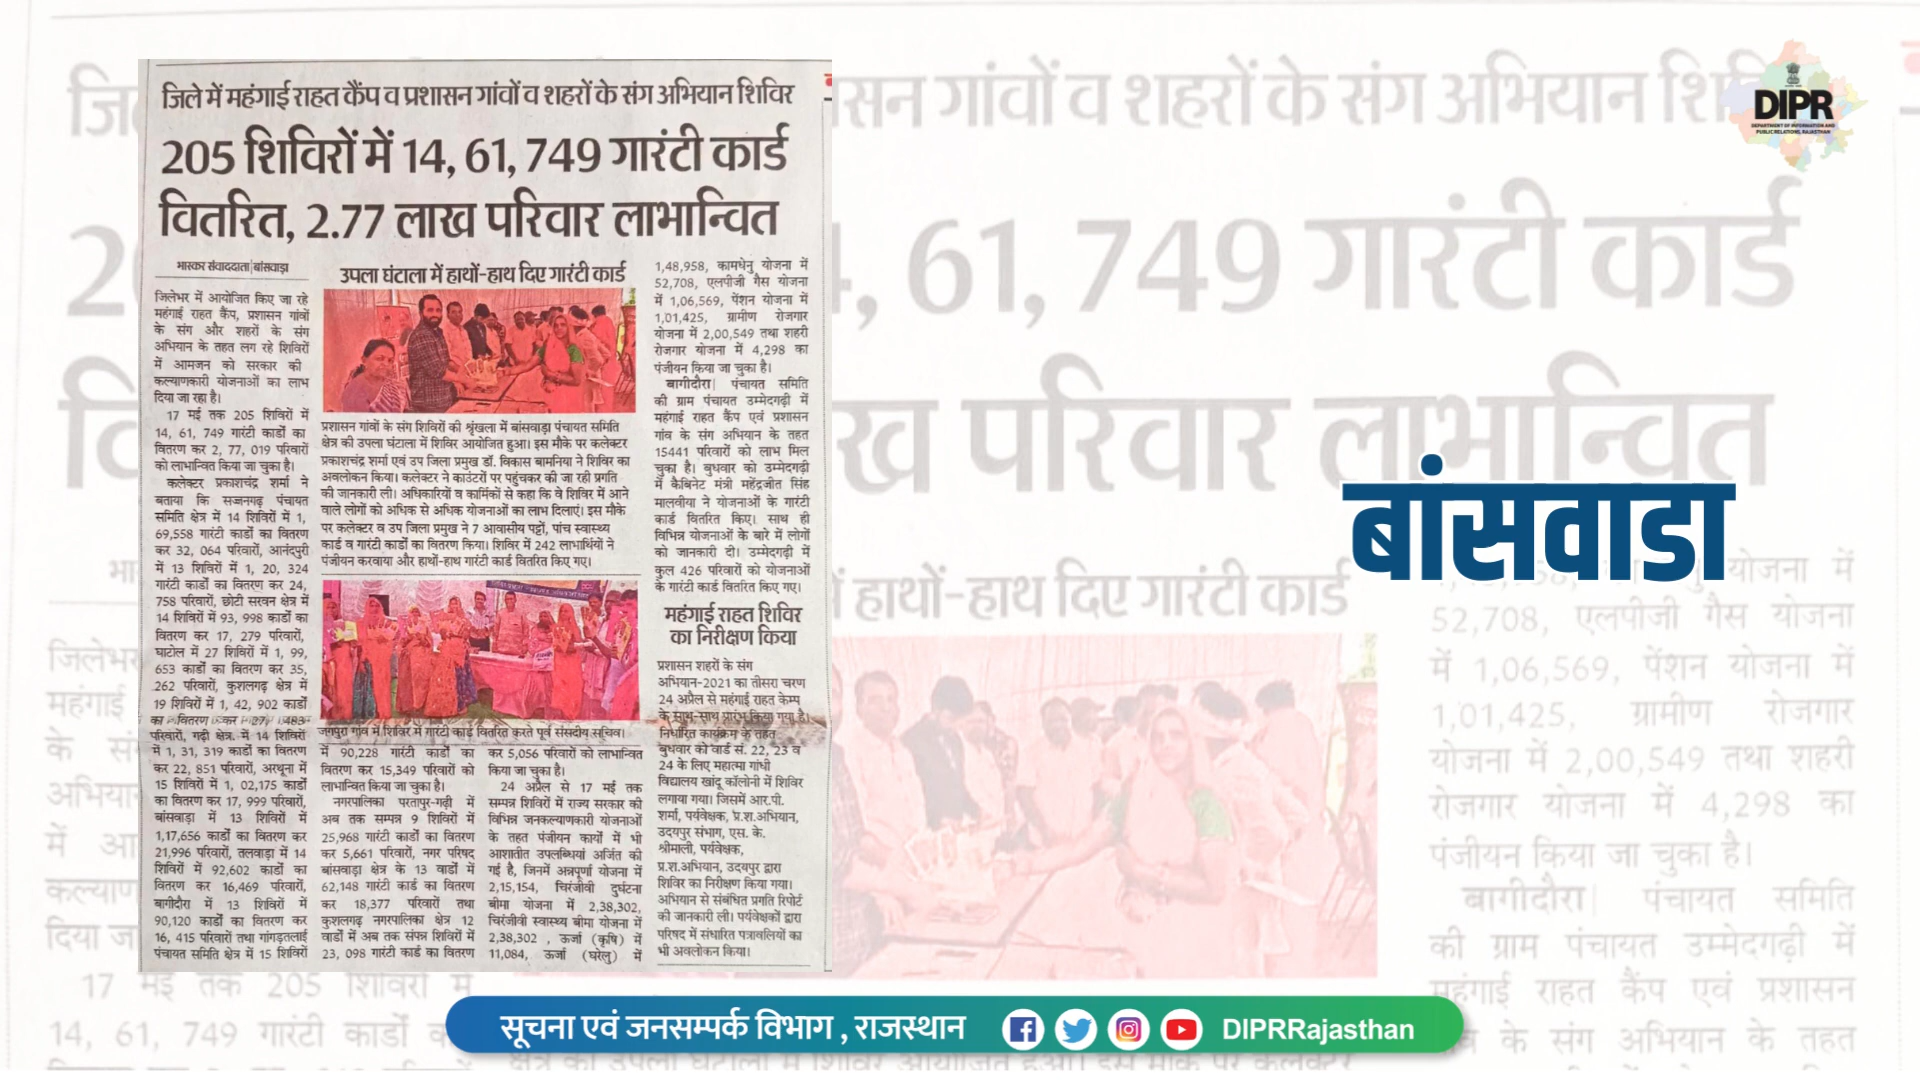 जिले में महंगाई राहत कैंप व प्रशासन गांवों व शहरों के संग अभियान शिविर
205 शिविरों में 14, 61, 749 गारंटी कार्ड
वितरित, 2.77 लाख परिवार लाभान्वित
भास्कर संवाददाता|बांसवाड़ा
जिलेभर में आयोजित किए जा रहे
महंगाई राहत कैंप, प्रशासन गांवों
के संग और शहरों के संग
अभियान के तहत लग रहे शिविरों
में आमजन को सरकार की
कल्याणकारी योजनाओं का लाभ
दिया जा रहा है।
17 मई तक 205 शिविरों में
14, 61, 749 गारंटी कार्डों का
वितरण कर 2, 77, 019 परिवारों
को लाभान्वित किया जा चुका है।
कलेक्टर प्रकाशचंद्र शर्मा ने
बताया कि सज्जनगढ़ पंचायत
समिति क्षेत्र में 14 शिविरों में 1,
69,558 गारंटी कार्डों का वितरण
कर 32, 064 परिवारों, आनंदपुरी
में 13 शिविरों में 1, 20, 324
गारंटी कार्डों का वितरण कर 24,
758 परिवारों, छोटी सरवन क्षेत्र में
14 शिविरों में 93, 998 कार्डों का
वितरण कर 17, 279 परिवारों,
घाटोल में 27 शिविरों में 1, 99,
653 कार्डों का वितरण कर 35,
262 परिवारों, कुशलगढ़ क्षेत्र में
19 शिविरों में 1, 42, 902 कार्डों
का वितरण कर 27, 483
परिवारों, गढ़ी क्षेत्र. में 14 शिविरों
में 1, 31, 319 कार्डों का वितरण
कर 22, 851 परिवारों, अरथूना में
15 शिविरों में 1, 02,175 कार्डों
का वितरण कर 17, 999 परिवारों,
बांसवाड़ा में 13 शिविरों में
1,17,656 कार्डों का वितरण कर
21,996 परिवारों, तलवाड़ा में 14
शिविरों में 92,602 कार्डों का
वितरण कर 16,469 परिवारों,
बागीदौरा में 13 शिविरों में
90,120 कार्डों का वितरण कर
16, 415 परिवारों तथा गांगड़तलाई
पंचायत समिति क्षेत्र में 15 शिविरों
उपला घंटाला में हाथों-हाथ दिए गारंटी कार्ड
प्रशासन गांवों के संग शिविरों की श्रृंखला में बांसवाड़ा पंचायत समिति
क्षेत्र की उपला घंटाला में शिविर आयोजित हुआ। इस मौके पर कलेक्टर
प्रकाशचंद्र शर्मा एवं उप जिला प्रमुख डॉ. विकास बामनिया ने शिविर का
अवलोकन किया। कलेक्टर ने काउंटरों पर पहुंचकर की जा रही प्रगति
की जानकारी ली। अधिकारियों व कार्मिकों से कहा कि वे शिविर में आने
वाले लोगों को अधिक से अधिक योजनाओं का लाभ दिलाएं। इस मौके
पर कलेक्टर व उप जिला प्रमुख ने 7 आवासीय पट्टों, पांच स्वास्थ्य
कार्ड व गारंटी कार्डों का वितरण किया। शिविर में 242 लाभार्थियों ने
पंजीयन करवाया और हाथों-हाथ गारंटी कार्ड वितरित किए गए।
जगपुरा गांव में शिविर में गारंटी कार्ड वितरित करते पूर्व संसदीय सचिव।
में 90,228 गारंटी कार्डों का
वितरण कर 15,349 परिवारों को
लाभान्वित किया जा चुका है।
नगरपालिका परतापुर-गढ़ी में
अब तक सम्पन्न 9 शिविरों में
25,968 गारंटी कार्डों का वितरण
कर 5,661 परिवारों, नगर परिषद
बांसवाड़ा क्षेत्र के 13 वार्डों में
62,148 गारंटी कार्ड का वितरण
कर 18,377 परिवारों तथा
कुशलगढ़ नगरपालिका क्षेत्र 12
वार्डों में अब तक संपन्न शिविरों में
23, 098 गारंटी कार्ड का वितरण
कर 5,056 परिवारों को लाभान्वित
किया जा चुका है।
24 अप्रैल से 17 मई तक
सम्पन्न शिविरों में राज्य सरकार की
विभिन्न जनकल्याणकारी योजनाओं
के तहत पंजीयन कार्यों में भी
आशातीत उपलब्धियां अर्जित की
गई है, जिनमें अन्नपूर्णा योजना में
2,15,154, चिरंजीवी दुर्घटना
बीमा योजना में 2,38,302,
चिरंजीवी स्वास्थ्य बीमा योजना में
2,38,302 , ऊर्जा (कृषि) में
11,084, ऊर्जा (घरेलु) में
1,48,958, कामधेनु योजना में
52,708, एलपीजी गैस योजना
में 1,06,569, पेंशन योजना में
1,01,425, ग्रामीण रोजगार
योजना में 2,00,549 तथा शहरी
रोजगार योजना में 4,298 का
पंजीयन किया जा चुका है।
बागीदौरा| पंचायत समिति
की ग्राम पंचायत उम्मेदगढ़ी में
महंगाई राहत कैंप एवं प्रशासन
गांव के संग अभियान के तहत
15441 परिवारों को लाभ मिल
चुका है। बुधवार को उम्मेदगढ़ी
में कैबिनेट मंत्री महेंद्रजीत सिंह
मालवीया ने योजनाओं के गारंटी
कार्ड वितरित किए। साथ ही
विभिन्न योजनाओं के बारे में लोगों
को जानकारी दी। उम्मेदगढ़ी में
कुल 426 परिवारों को योजनाओं
के गारंटी कार्ड वितरित किए गए।
महंगाई राहत शिविर
का निरीक्षण किया
प्रशासन शहरों के संग
अभियान-2021 का तीसरा चरण
24 अप्रैल से महंगाई राहत केम्प
के साथ-साथ प्रारंभ किया गया है।
निर्धारित कार्यक्रम के तहत
बुधवार को वार्ड सं. 22, 23 व
24 के लिए महात्मा गांधी
विद्यालय खांदू कॉलोनी में शिविर
लगाया गया। जिसमें आर.पी.
शर्मा, पर्यवेक्षक, प्र.श.अभियान,
उदयपुर संभाग, एस. के.
श्रीमाली, पर्यवेक्षक,
प्र.श.अभियान, उदयपुर द्वारा
शिविर का निरीक्षण किया गया।
अभियान से संबंधित प्रगति रिपोर्ट
की जानकारी ली। पर्यवेक्षकों द्वारा
परिषद में संधारित पत्रावलियों का
भी अवलोकन किया।
DIPR
DEPARTMENT OF INFORMATION AND
PUBLIC RELATIONS, RAJASTHAN
बांसवाडा
सूचना एवं जनसम्पर्क विभाग , राजस्थान
DIPRRajasthan